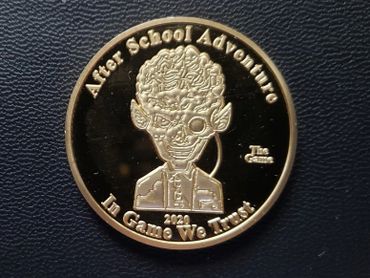 After School Adventure
The
Game
2020
In Game We Trust